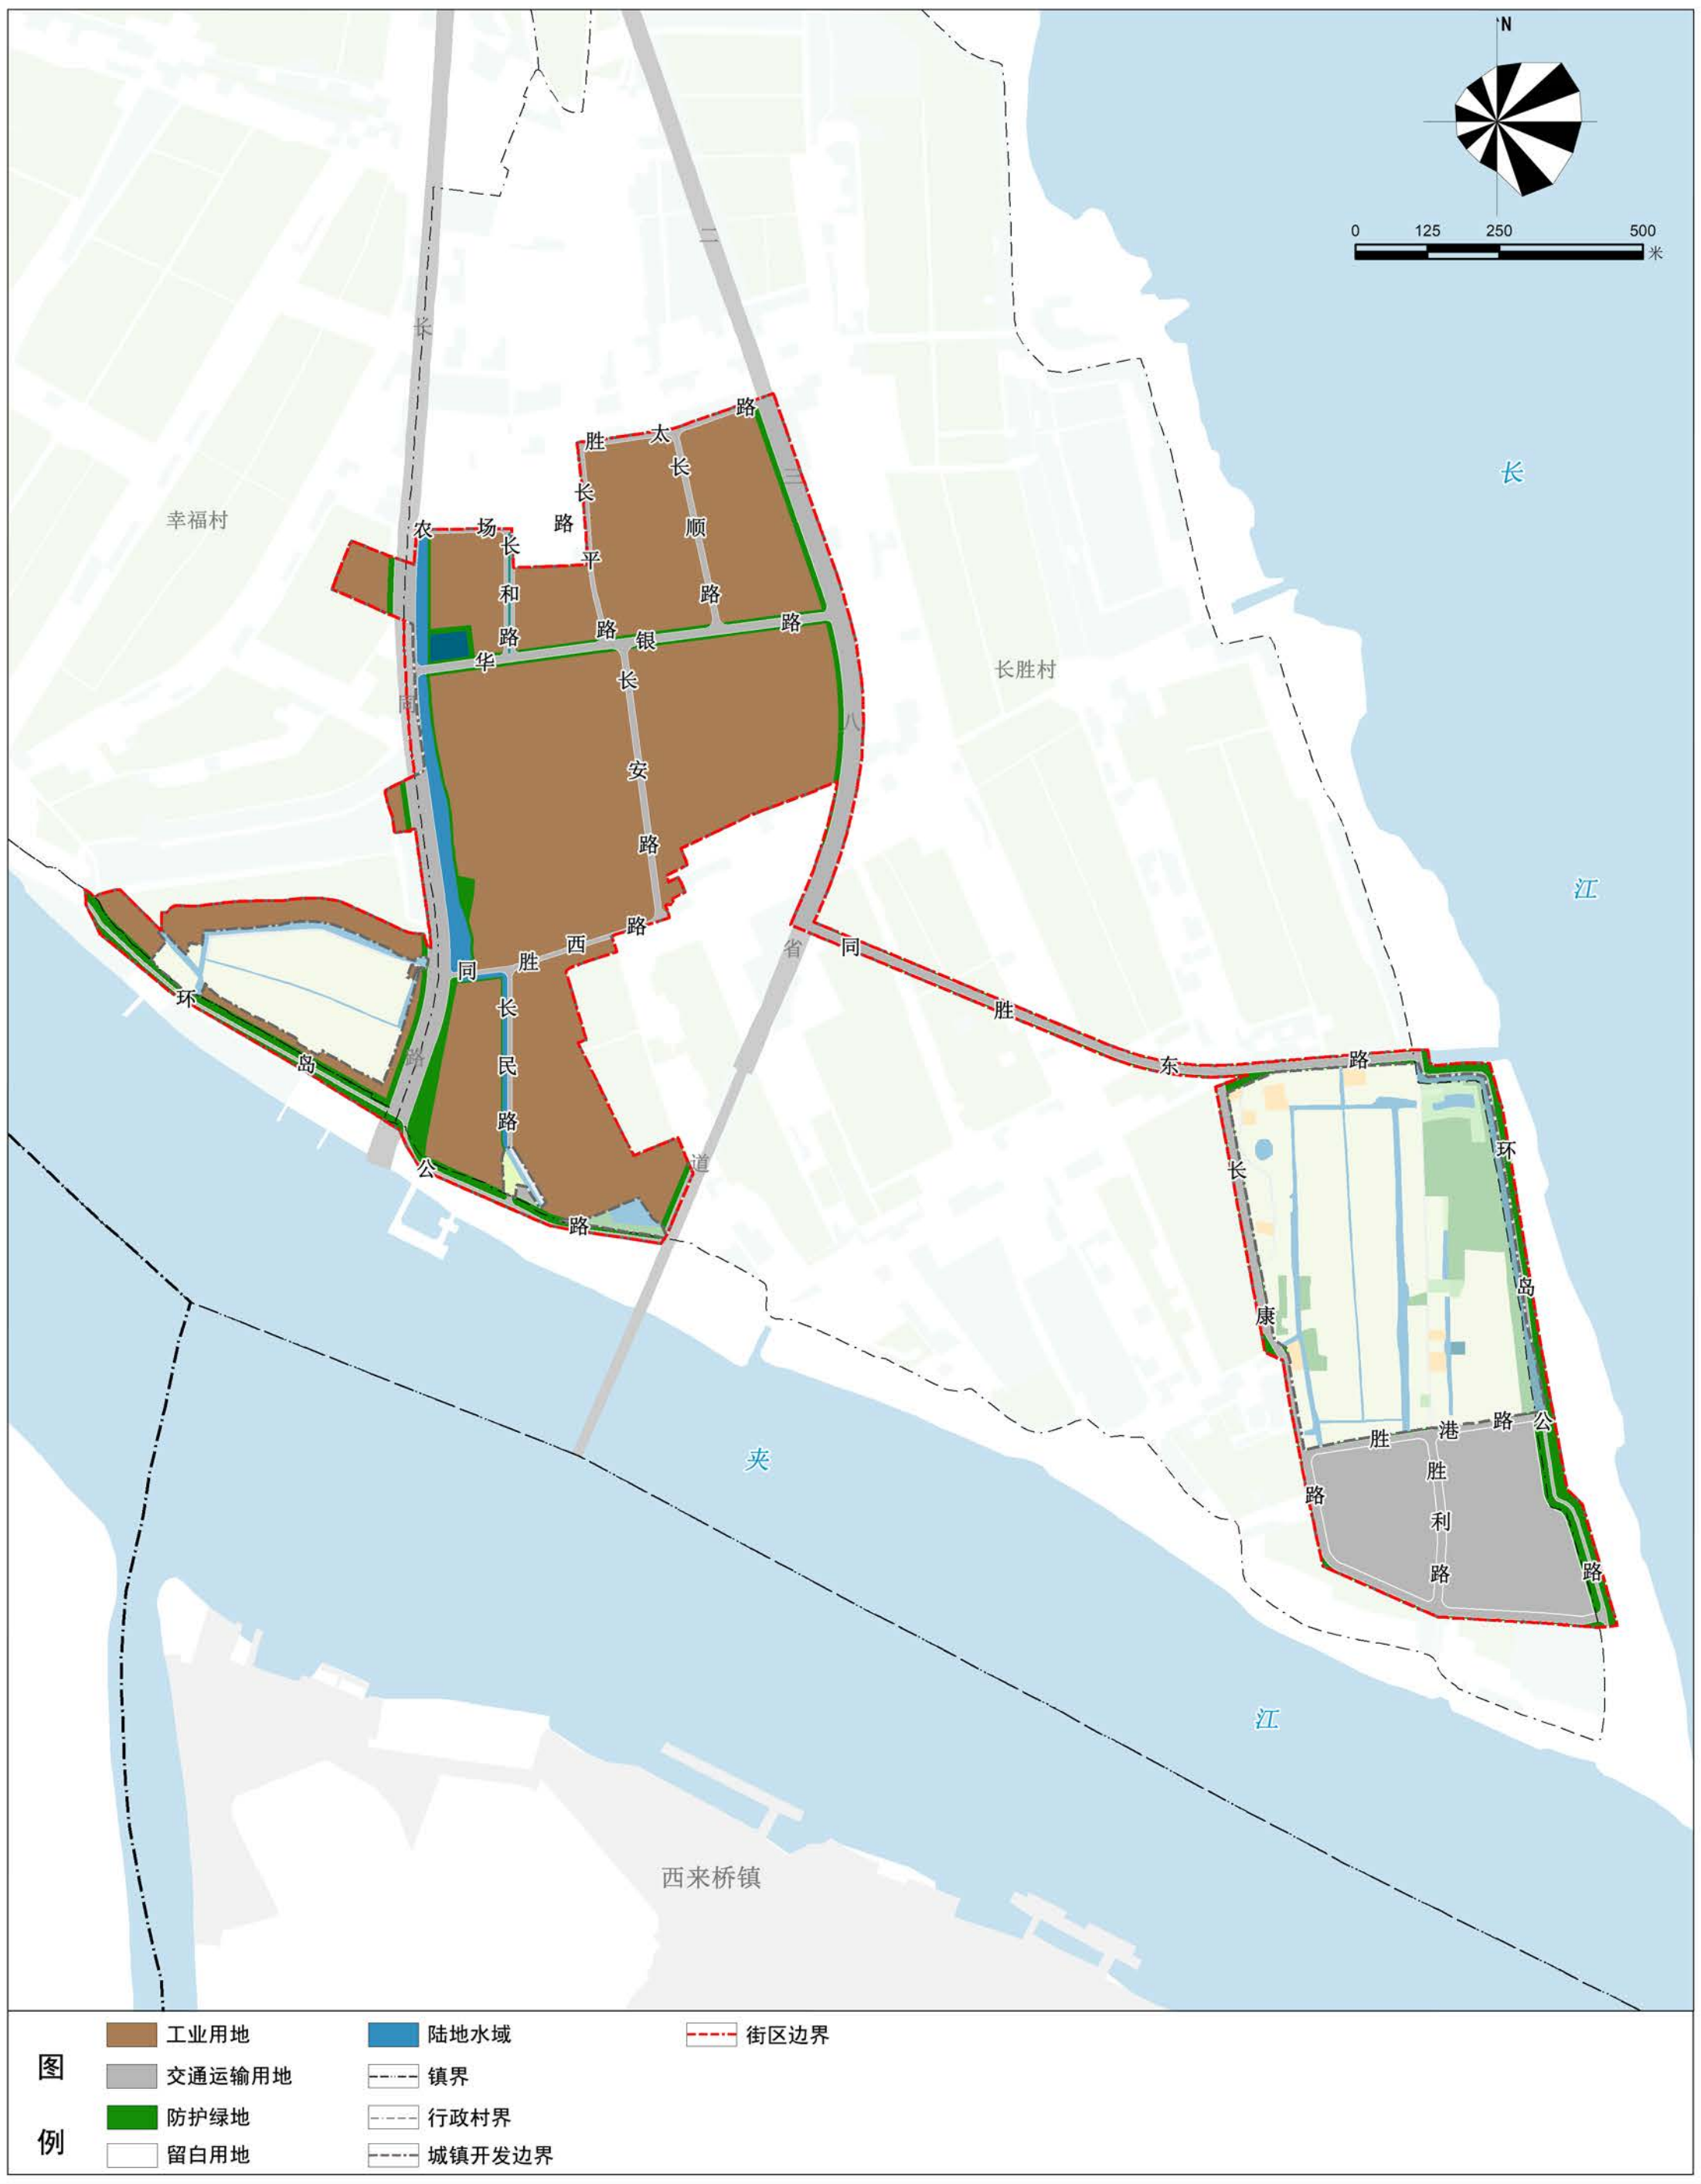 N
0 125 250 500
米
二
三
八
省
道
长
同
路
长
江
夹
江
幸福村
长胜村
西来桥镇
胜太路
农场路
长平路
长顺路
长和路
华银路
长安路
同胜西路
长民路
环岛公路
同胜东路
长康路
环岛公路
胜港路
胜利路
图例
工业用地
交通运输用地
防护绿地
留白用地
陆地水域
镇界
行政村界
城镇开发边界
街区边界